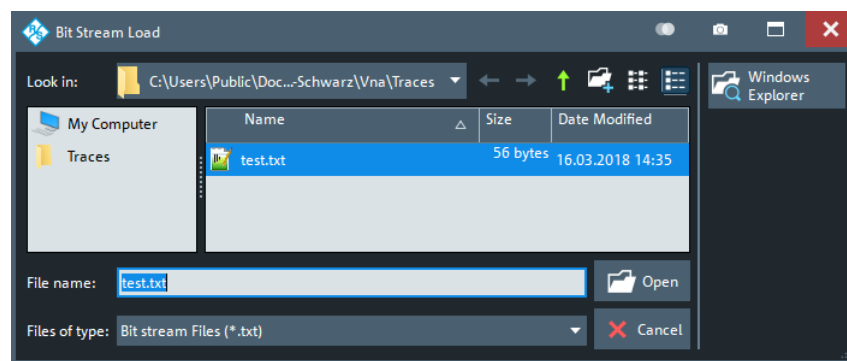 Bit Stream Load
Look in: C:\Users\Public\Doc...-Schwarz\Vna\Traces
Windows
Explorer
My Computer
Traces
Name Size Date Modified
test.txt 56 bytes 16.03.2018 14:35
File name: test.txt Open
Files of type: Bit stream Files (*.txt) Cancel